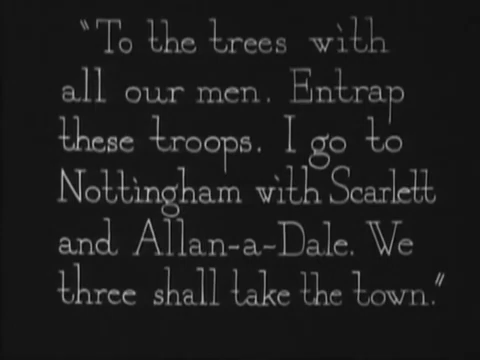 "To the trees with
all our men. Entrap
these troops. I go to
Nottingham with Scarlett
and Allan-a-Dale. We
three shall take the town."